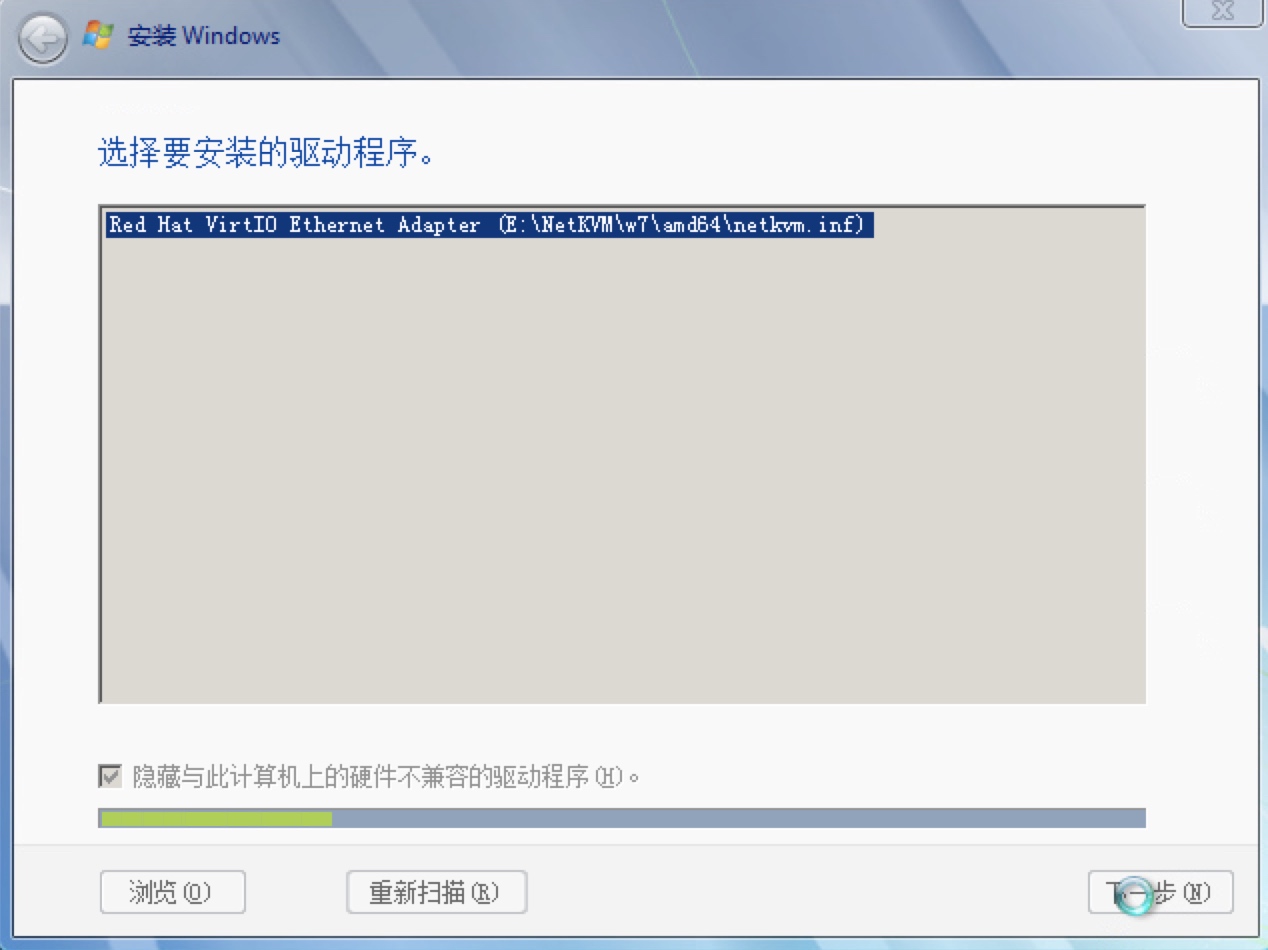 安装 Windows
选择要安装的驱动程序。
Red Hat VirtIO Ethernet Adapter (E:\NetKVM\w7\amd64\netkvm.inf)
隐藏与此计算机上的硬件不兼容的驱动程序(H)。
浏览(O) 重新扫描(R) 下一步(N)